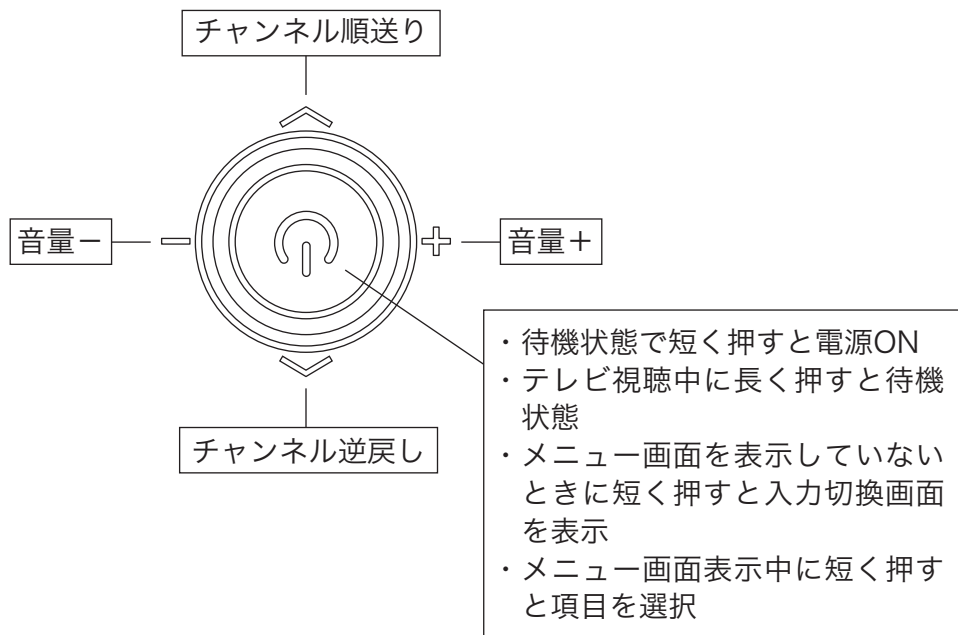 チャンネル順送り
音量－
音量＋
・待機状態で短く押すと電源ON
・テレビ視聴中に長く押すと待機
状態
・メニュー画面を表示していない
ときに短く押すと入力切換画面
を表示
・メニュー画面表示中に短く押す
と項目を選択
チャンネル逆戻し